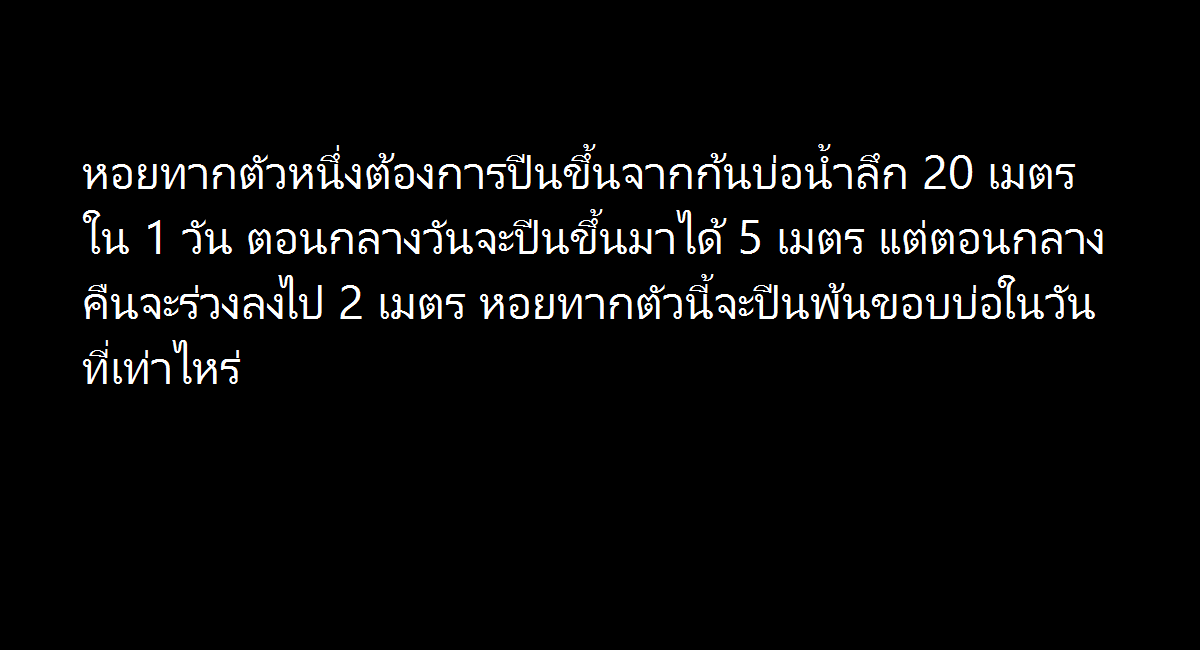 หอยทากตัวหนึ่งต้องการปีนขึ้นจากก้นบ่อน้ำลึก 20 เมตร
ใน 1 วัน ตอนกลางวันจะปีนขึ้นมาได้ 5 เมตร แต่ตอนกลาง
คืนจะร่วงลงไป 2 เมตร หอยทากตัวนี้จะปีนพ้นขอบบ่อในวัน
ที่เท่าไหร่